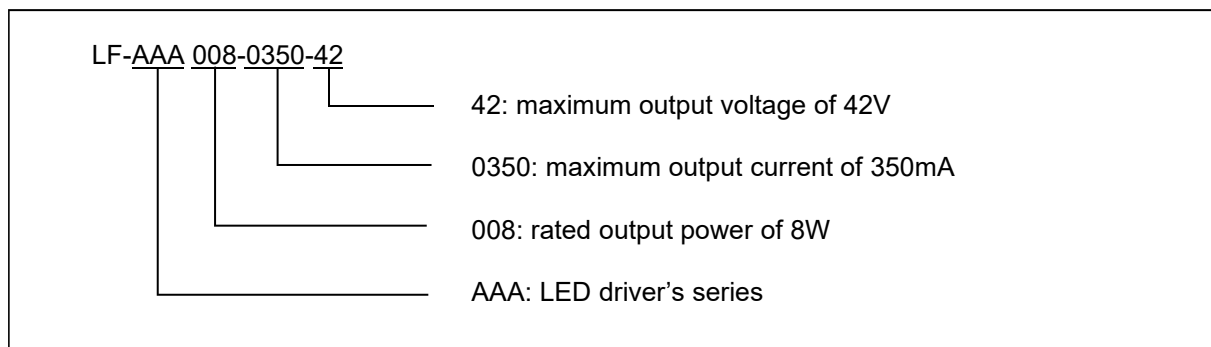 LF-AAA 008-0350-42
42: maximum output voltage of 42V
0350: maximum output current of 350mA
008: rated output power of 8W
AAA: LED driver’s series